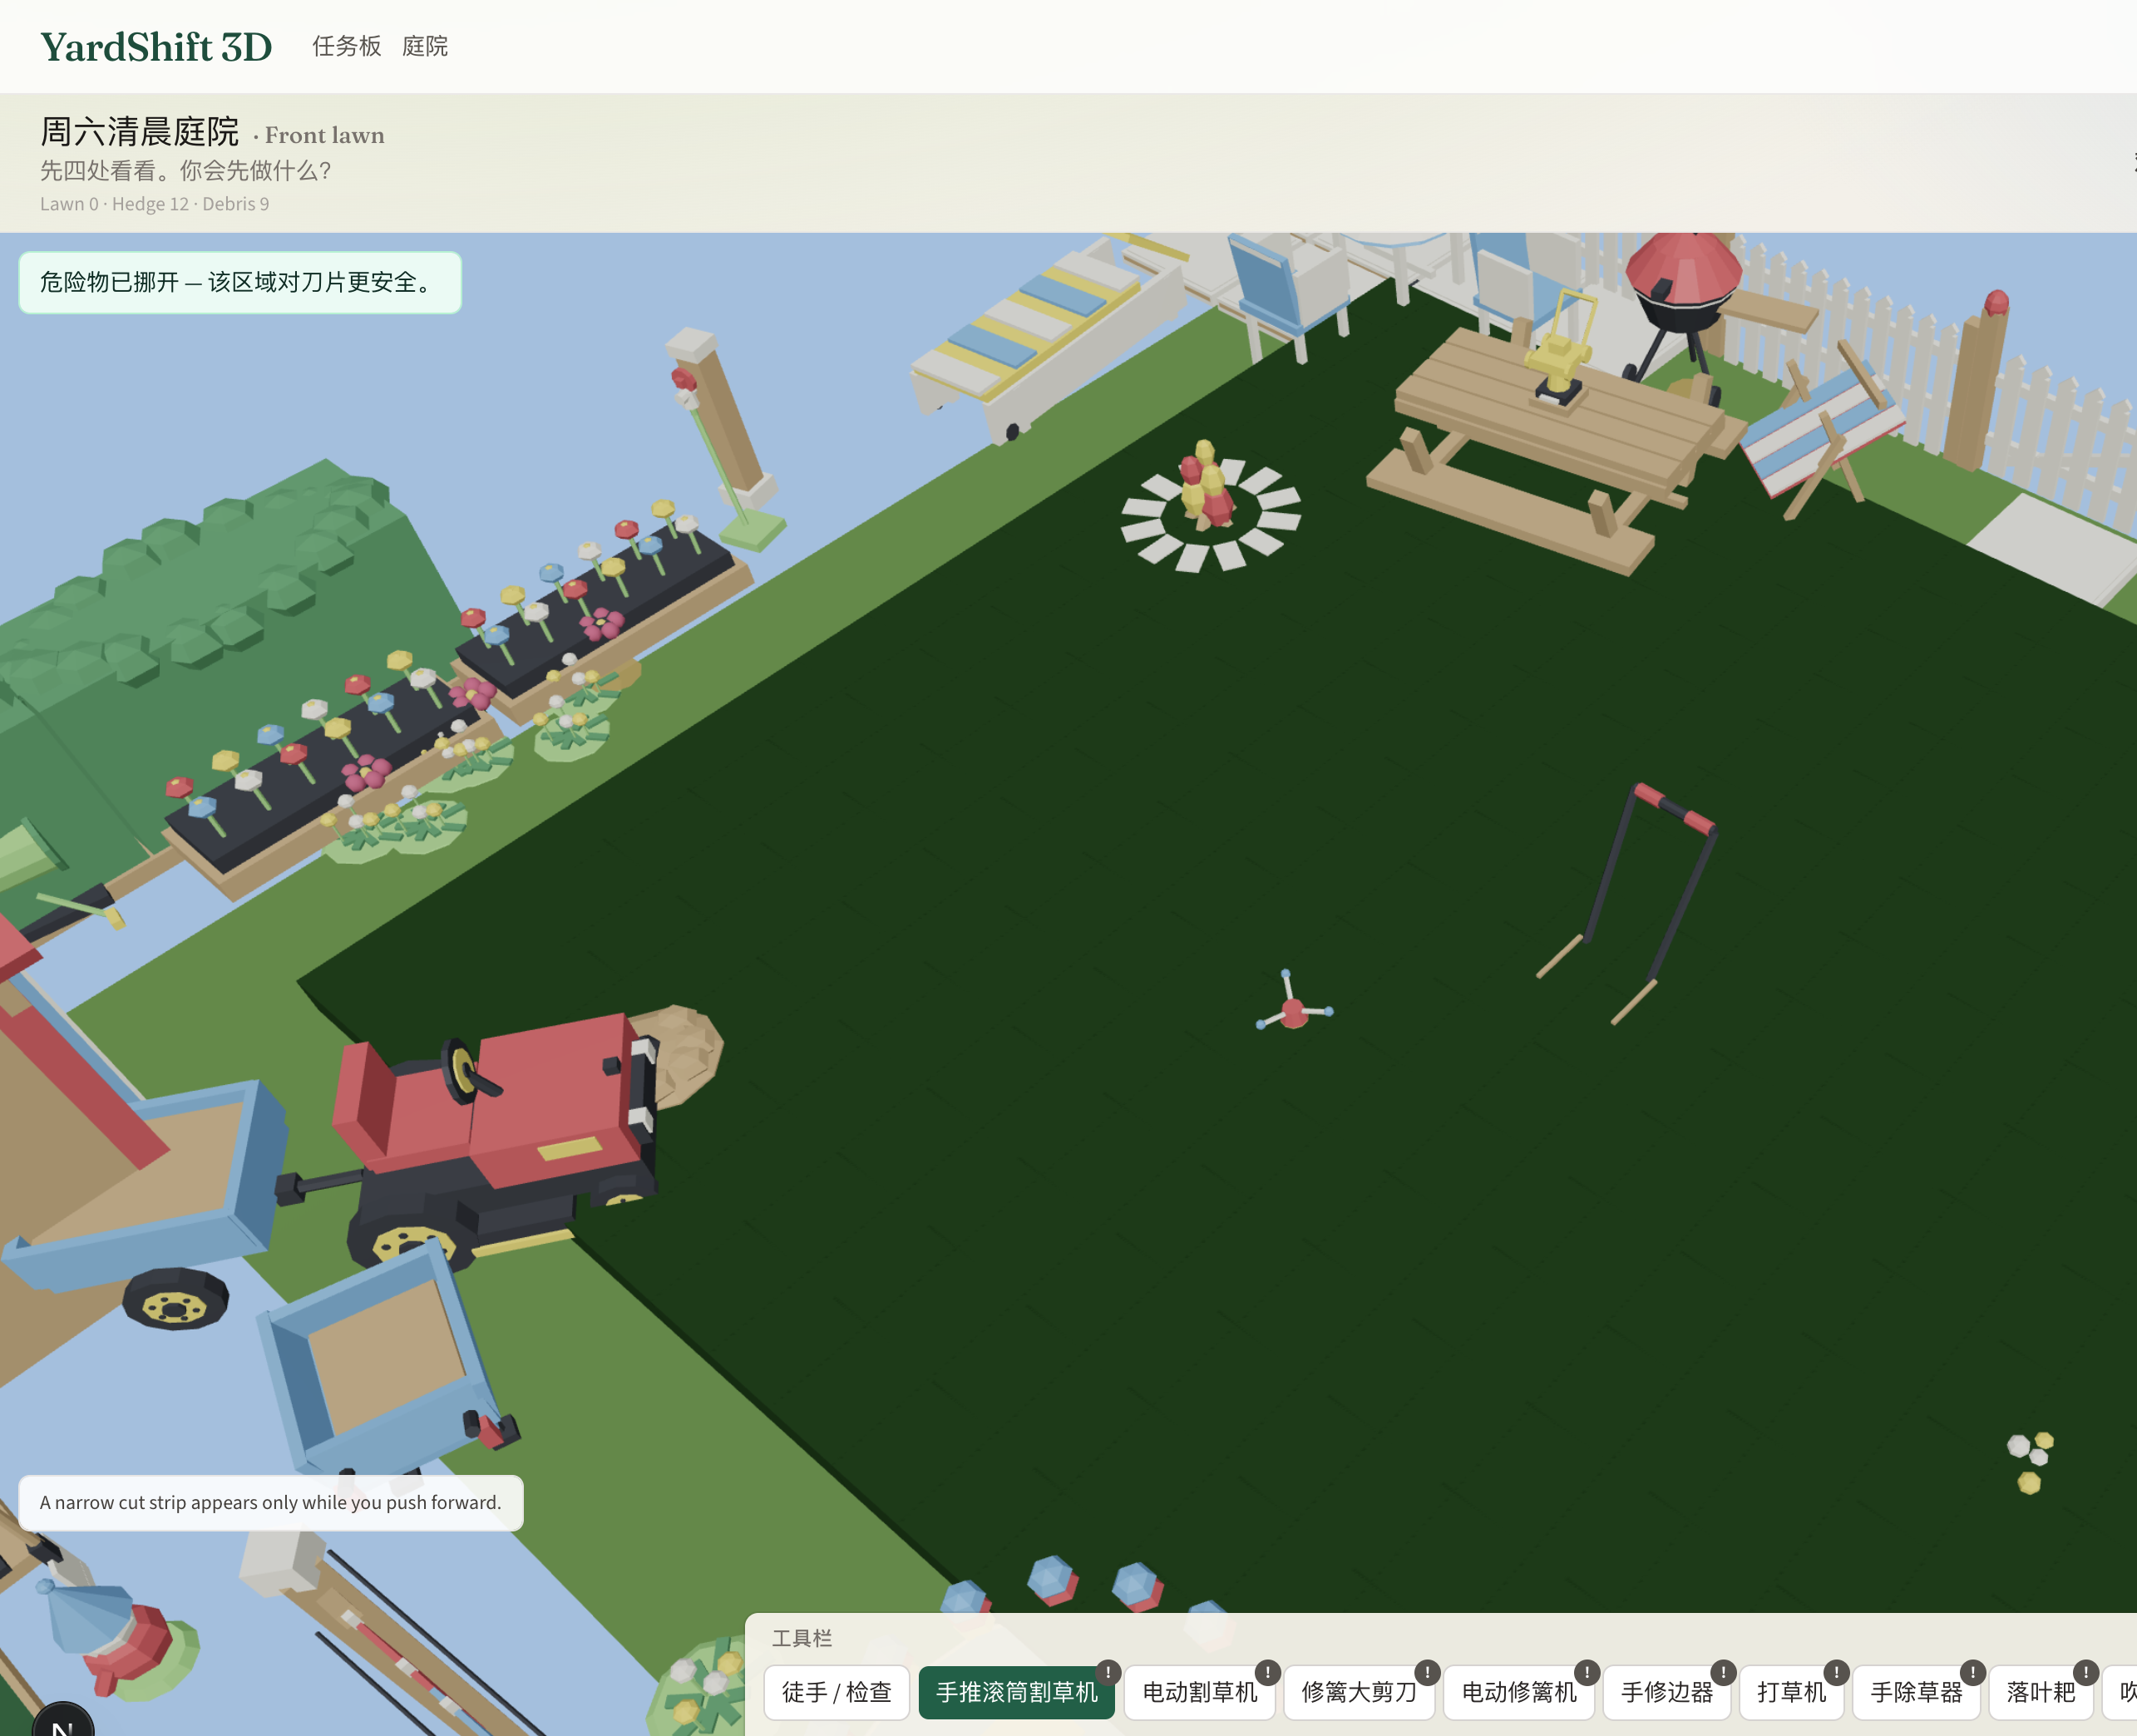 YardShift 3D
任务板 庭院
周六清晨庭院 · Front lawn
先四处看看。你会先做什么?
Lawn 0 · Hedge 12 · Debris 9
危险物已挪开 — 该区域对刀片更安全。
A narrow cut strip appears only while you push forward.
工具栏
徒手 / 检查
手推滚筒割草机 !
电动割草机 !
修篱大剪刀 !
电动修篱机 !
手修边器 !
打草机 !
手除草器 !
落叶耙 !
吹
N